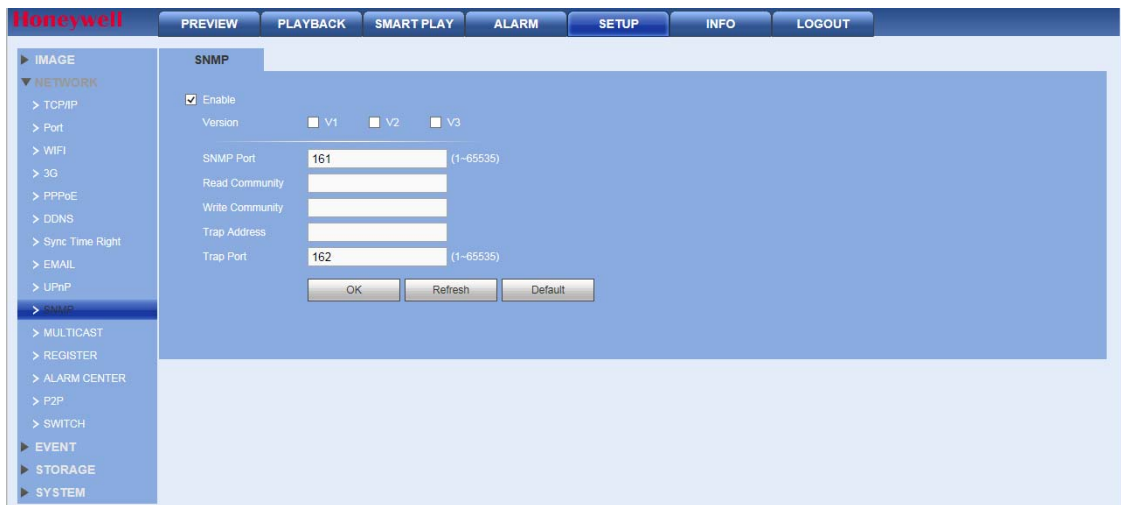 Honeywell
PREVIEW PLAYBACK SMART PLAY ALARM SETUP INFO LOGOUT
IMAGE
NETWORK
> TCP/IP
> Port
> WIFI
> 3G
> PPPoE
> DDNS
> Sync Time Right
> EMAIL
> UPnP
> SNMP
> MULTICAST
> REGISTER
> ALARM CENTER
> P2P
> SWITCH
EVENT
STORAGE
SYSTEM
SNMP
Enable
Version V1 V2 V3
SNMP Port 161 (1~65535)
Read Community
Write Community
Trap Address
Trap Port 162 (1~65535)
OK Refresh Default